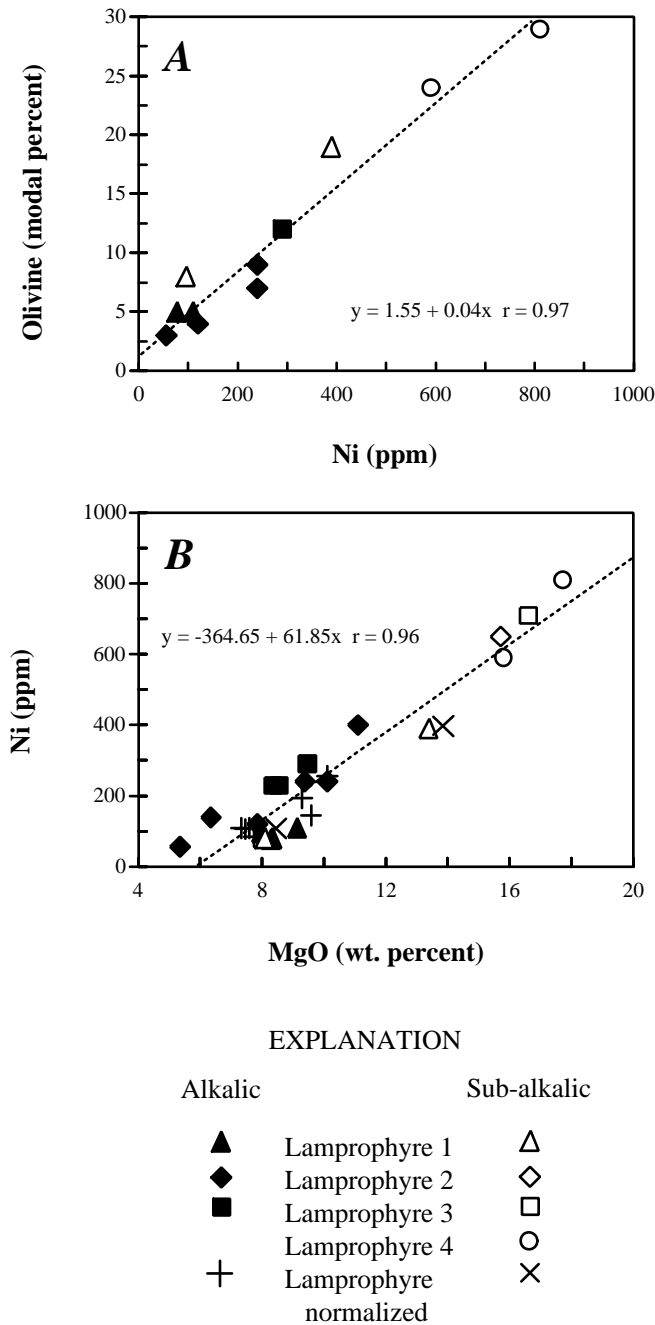 A
30
25
20
15
10
5
0
Olivine (modal percent)
y = 1.55 + 0.04x r = 0.97
0 200 400 600 800 1000
Ni (ppm)
B
1000
800
600
400
200
0
Ni (ppm)
y = -364.65 + 61.85x r = 0.96
4 8 12 16 20
MgO (wt. percent)
EXPLANATION
Alkalic Sub-alkalic
Lamprophyre 1
Lamprophyre 2
Lamprophyre 3
Lamprophyre 4
Lamprophyre
normalized